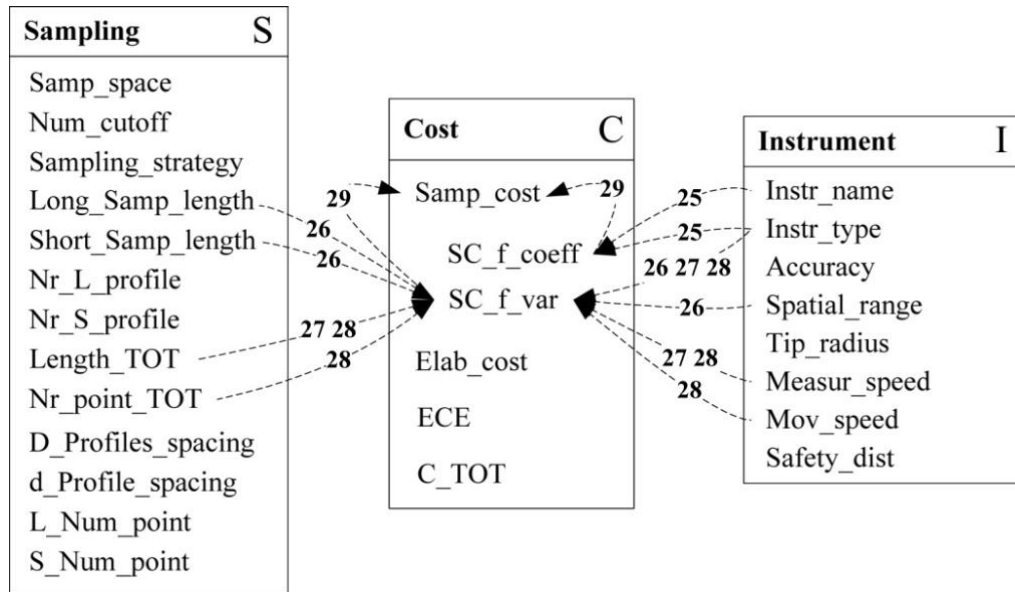 Sampling S
Samp_space
Num_cutoff
Sampling_strategy
Long_Samp_length
Short_Samp_length
Nr_L_profile
Nr_S_profile
Length_TOT
Nr_point_TOT
D_Profiles_spacing
d_Profile_spacing
L_Num_point
S_Num_point
29
26
26
27 28
28
Cost C
Samp_cost
SC_f_coeff
SC_f_var
Elab_cost
ECE
C_TOT
29
25
25
26 27 28
26
27 28
28
Instrument I
Instr_name
Instr_type
Accuracy
Spatial_range
Tip_radius
Measur_speed
Mov_speed
Safety_dist